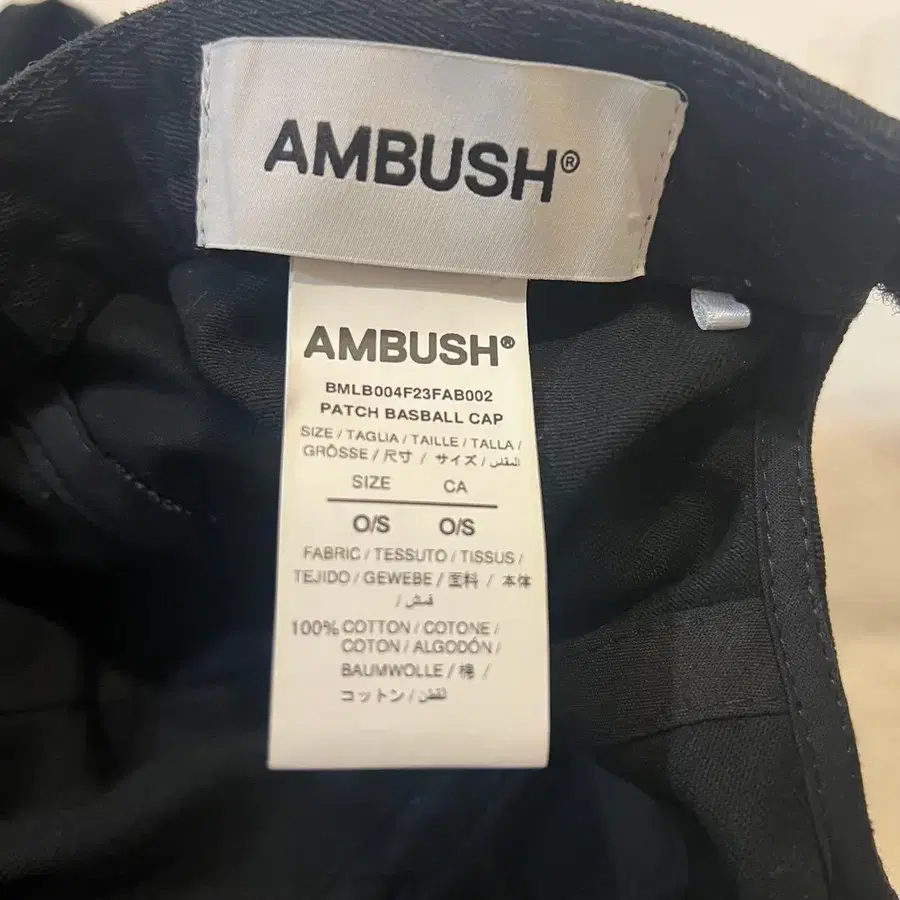 AMBUSH®
AMBUSH®
BMLB004F23FAB002
PATCH BASBALL CAP
SIZE / TAGLIA / TAILLE / TALLA /
GRÖSSE / 尺寸 / サイズ / المقاس
SIZE CA
O/S O/S
FABRIC / TESSUTO / TISSUS /
TEJIDO / GEWEBE / 面料 / 本体
/ قماش
100% COTTON / COTONE /
COTON / ALGODÓN /
BAUMWOLLE / 棉 /
コットン / القطن